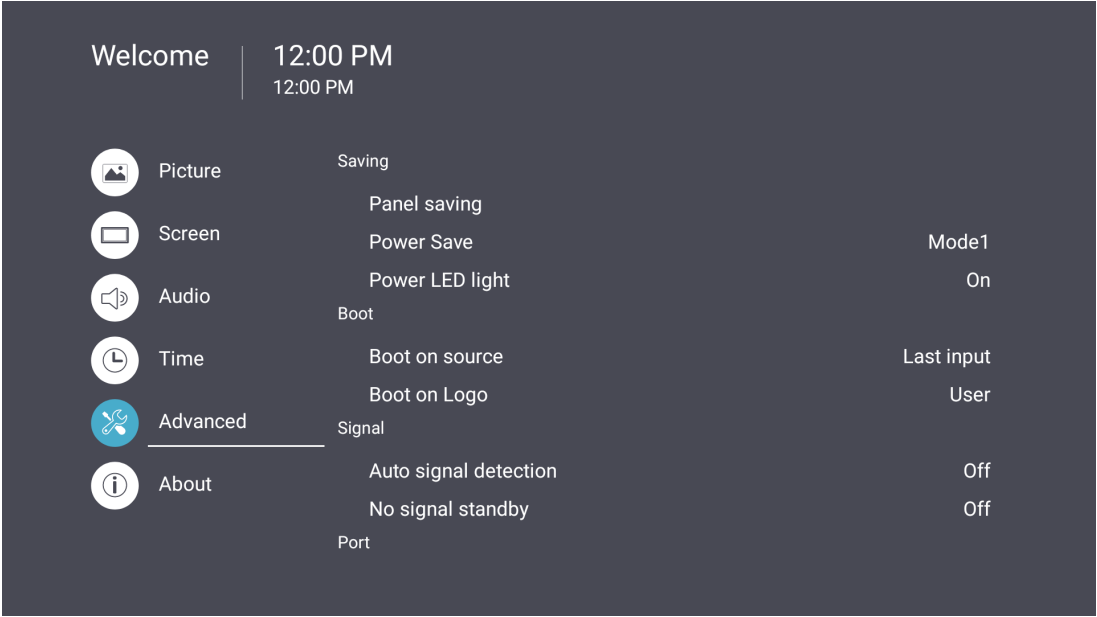 Welcome
12:00 PM
12:00 PM
Picture
Screen
Audio
Time
Advanced
About
Saving
Panel saving
Power Save Mode1
Power LED light On
Boot
Boot on source Last input
Boot on Logo User
Signal
Auto signal detection Off
No signal standby Off
Port